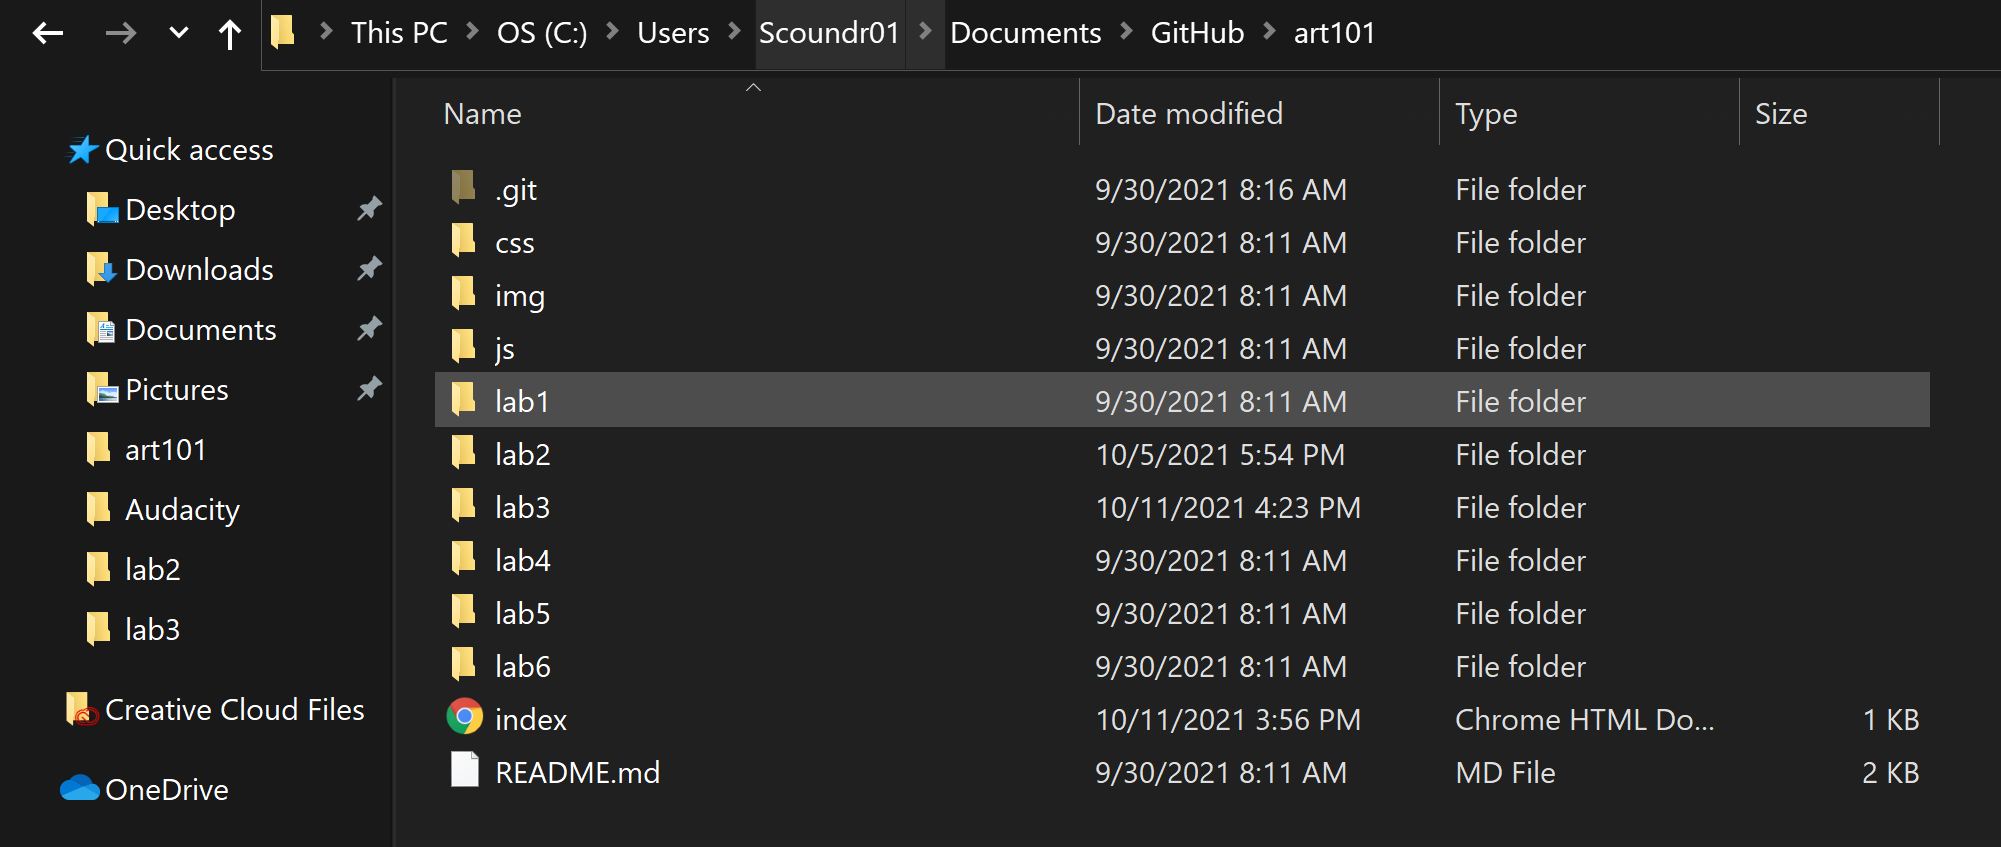 This PC > OS (C:) > Users > Scoundr01 > Documents > GitHub > art101
Name Date modified Type Size
Quick access
Desktop
Downloads
Documents
Pictures
art101
Audacity
lab2
lab3
Creative Cloud Files
OneDrive
.git 9/30/2021 8:16 AM File folder
css 9/30/2021 8:11 AM File folder
img 9/30/2021 8:11 AM File folder
js 9/30/2021 8:11 AM File folder
lab1 9/30/2021 8:11 AM File folder
lab2 10/5/2021 5:54 PM File folder
lab3 10/11/2021 4:23 PM File folder
lab4 9/30/2021 8:11 AM File folder
lab5 9/30/2021 8:11 AM File folder
lab6 9/30/2021 8:11 AM File folder
index 10/11/2021 3:56 PM Chrome HTML Do... 1 KB
README.md 9/30/2021 8:11 AM MD File 2 KB